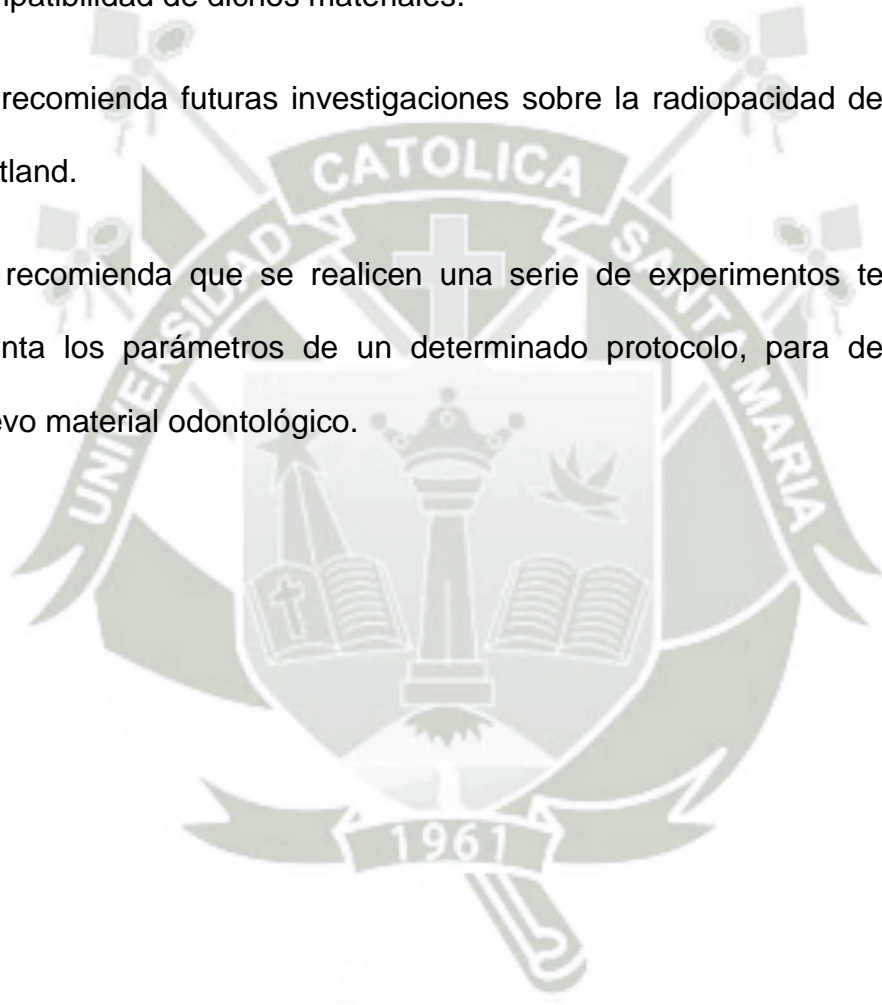 mpatibilidad de dichos materiales.
recomienda futuras investigaciones sobre la radiopacidad de
tland.
recomienda que se realicen una serie de experimentos te
nta los parámetros de un determinado protocolo, para de
evo material odontológico.
UNIVERSIDAD CATOLICA SANTA MARIA
1961